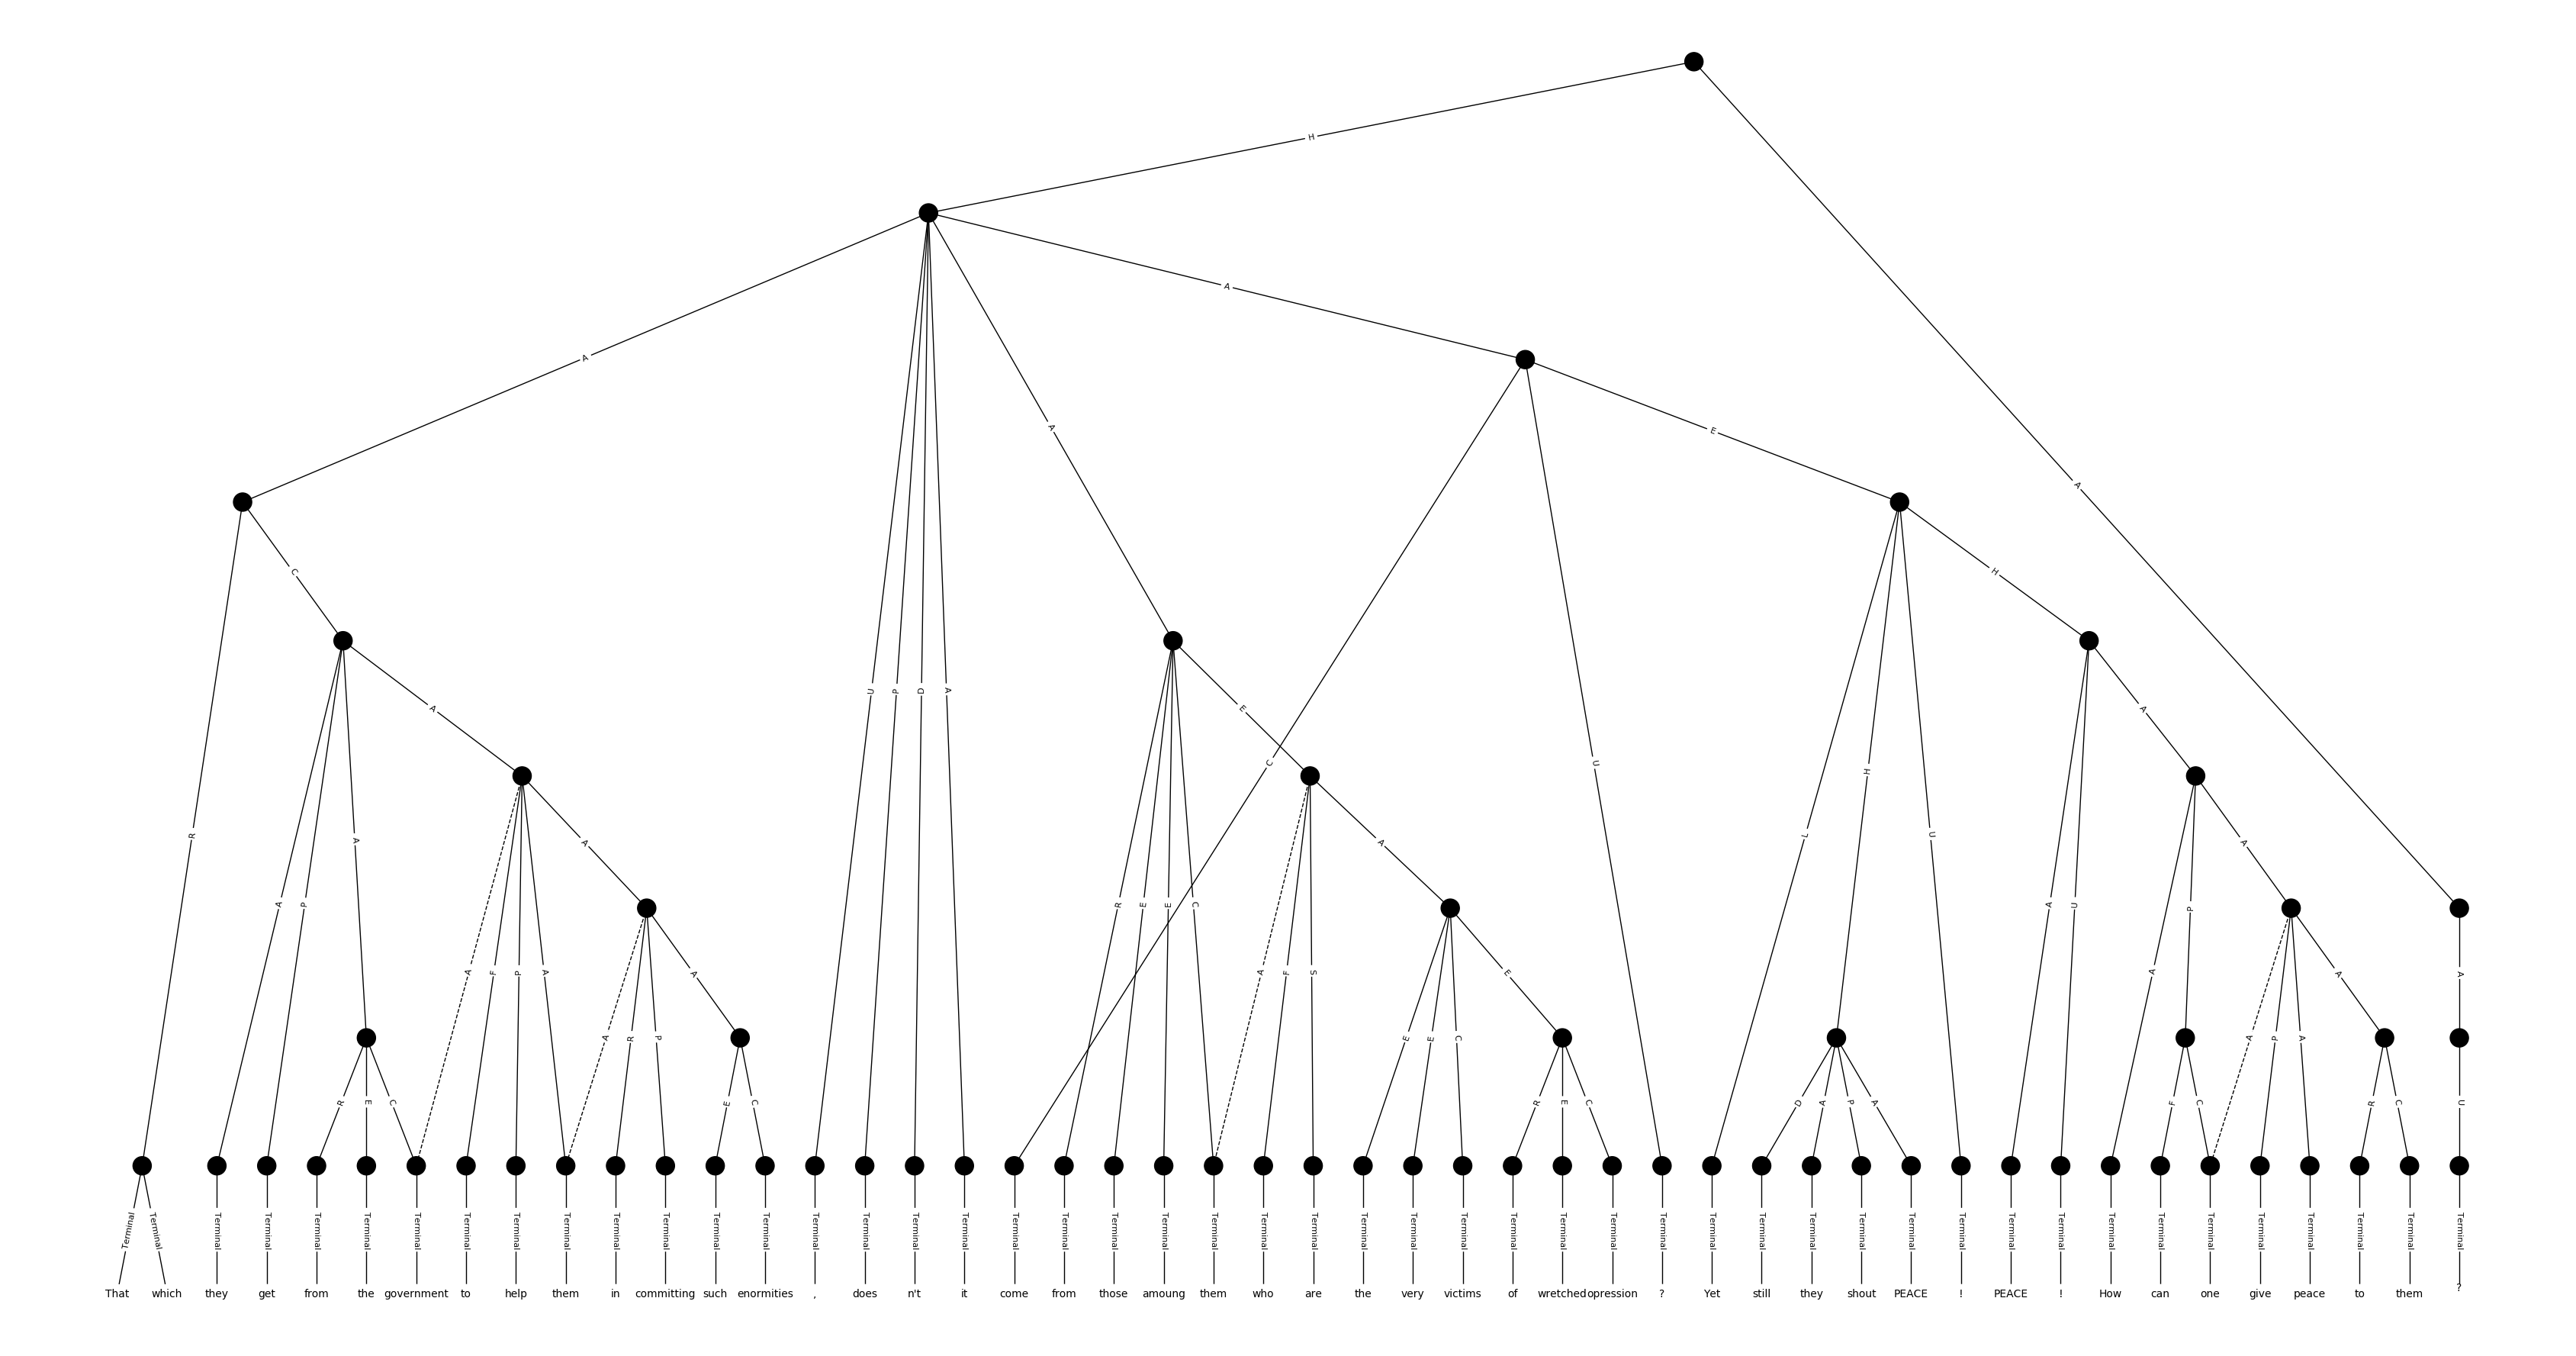 H
A
A
E
A
A
C
H
A
E
A
C
U
U P D A
A
R
L
H
U
A
A
A P
R E E C
A U
P
A
A F P A
A F S
E
A
A
A
A R P
E E C
A P A
R E C
E C
R E C
D A P A
F C
R C
U
Terminal Terminal Terminal Terminal Terminal Terminal Terminal Terminal Terminal Terminal Terminal Terminal Terminal Terminal Terminal Terminal Terminal Terminal Terminal Terminal Terminal Terminal Terminal Terminal Terminal Terminal Terminal Terminal Terminal Terminal Terminal Terminal Terminal Terminal Terminal Terminal Terminal Terminal Terminal Terminal Terminal Terminal Terminal Terminal Terminal Terminal Terminal Terminal
That which they get from the government to help them in committing such enormities , does n't it come from those amoung them who are the very victims of wretched opression ? Yet still they shout PEACE ! PEACE ! How can one give peace to them ?